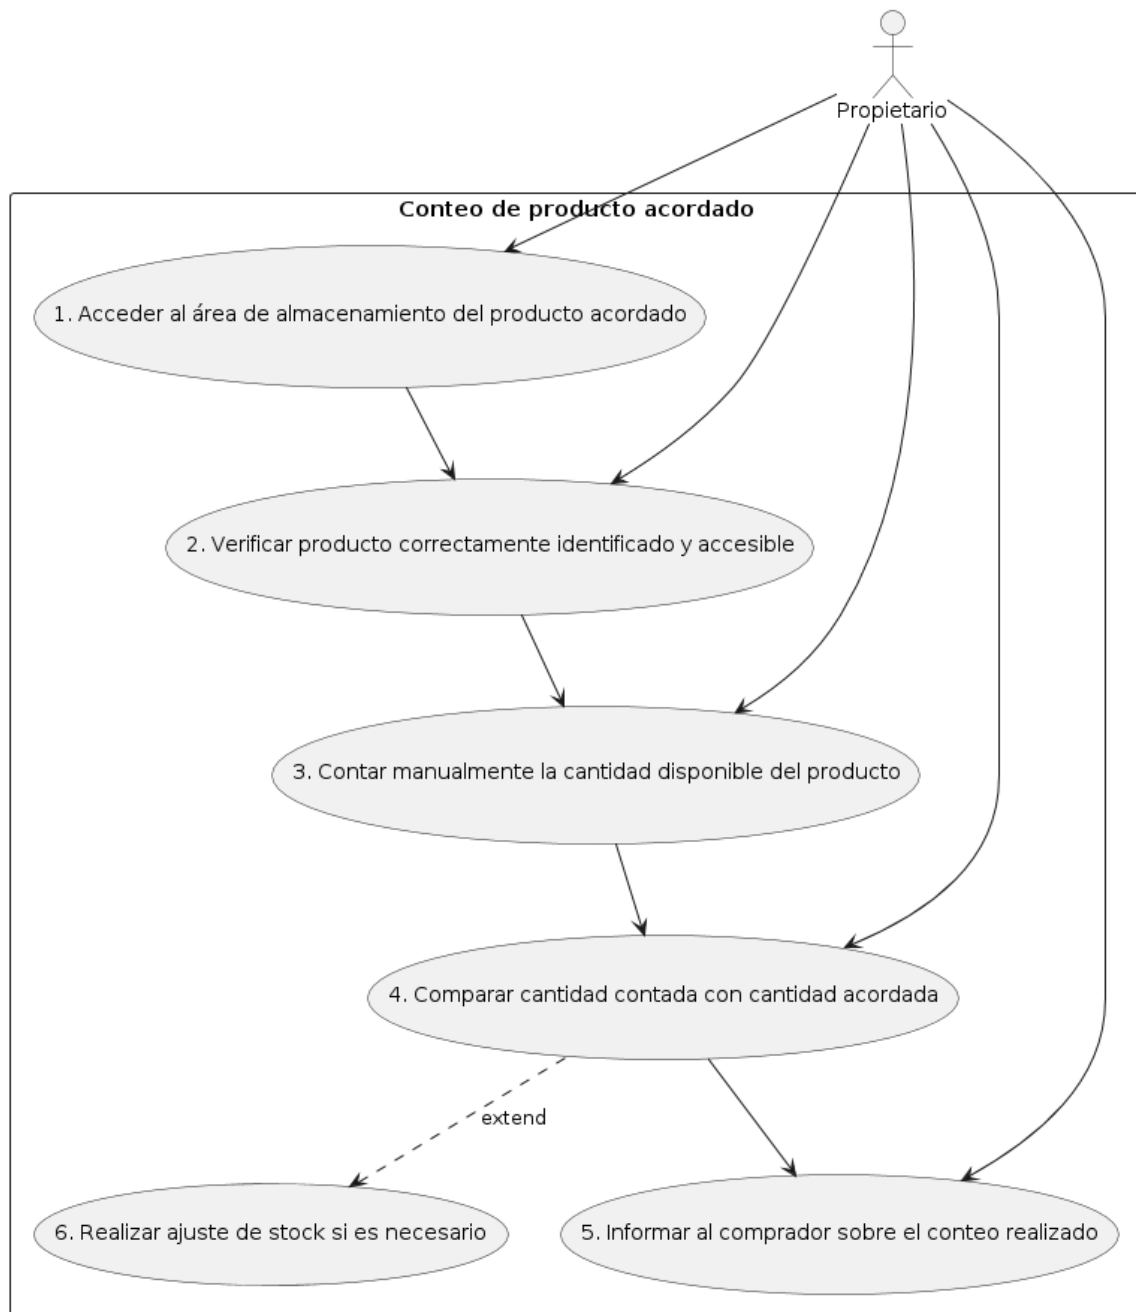 Propietario
Conteo de producto acordado
1. Acceder al área de almacenamiento del producto acordado
2. Verificar producto correctamente identificado y accesible
3. Contar manualmente la cantidad disponible del producto
4. Comparar cantidad contada con cantidad acordada
extend
6. Realizar ajuste de stock si es necesario
5. Informar al comprador sobre el conteo realizado